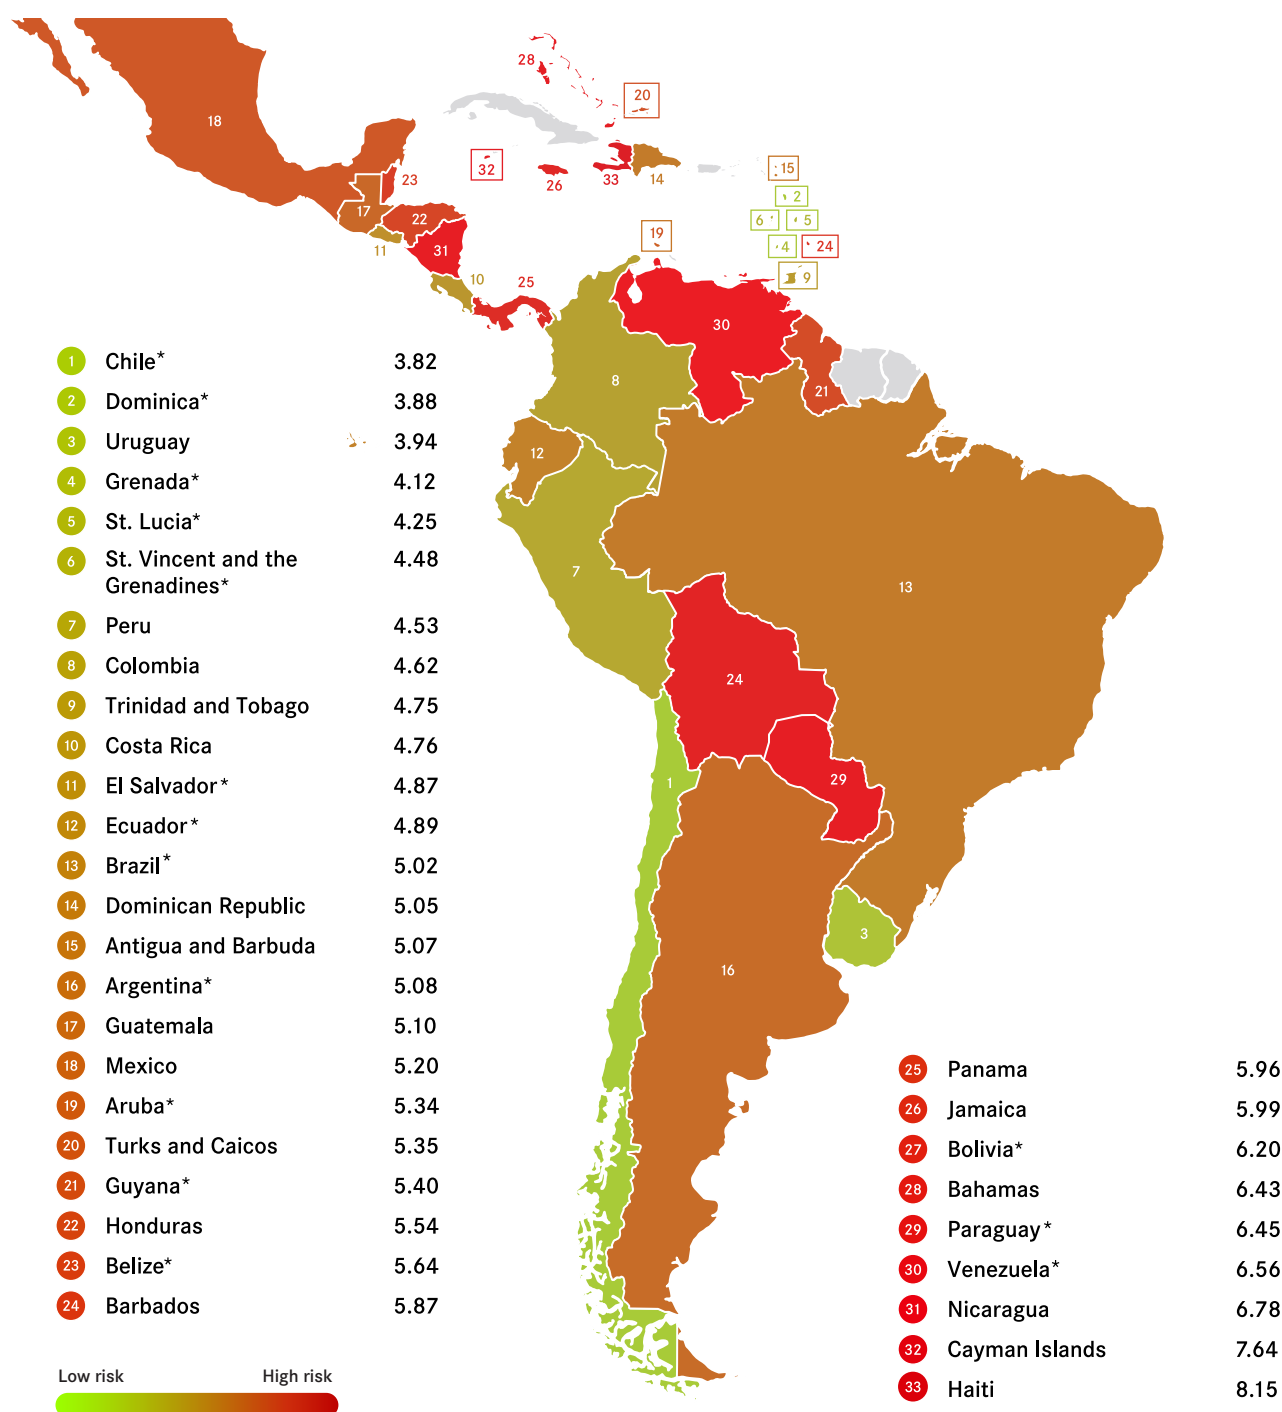 28
20
18
32
26
33
14
15
23
2
17
22
6
5
11
31
19
4
24
10
25
9
30
8
21
12
7
13
24
29
1
3
16
1 Chile* 3.82
2 Dominica* 3.88
3 Uruguay 3.94
4 Grenada* 4.12
5 St. Lucia* 4.25
6 St. Vincent and the 4.48
Grenadines*
7 Peru 4.53
8 Colombia 4.62
9 Trinidad and Tobago 4.75
10 Costa Rica 4.76
11 El Salvador* 4.87
12 Ecuador* 4.89
13 Brazil* 5.02
14 Dominican Republic 5.05
15 Antigua and Barbuda 5.07
16 Argentina* 5.08
17 Guatemala 5.10
18 Mexico 5.20
19 Aruba* 5.34
20 Turks and Caicos 5.35
21 Guyana* 5.40
22 Honduras 5.54
23 Belize* 5.64
24 Barbados 5.87
25 Panama 5.96
26 Jamaica 5.99
27 Bolivia* 6.20
28 Bahamas 6.43
29 Paraguay* 6.45
30 Venezuela* 6.56
31 Nicaragua 6.78
32 Cayman Islands 7.64
33 Haiti 8.15
Low risk High risk